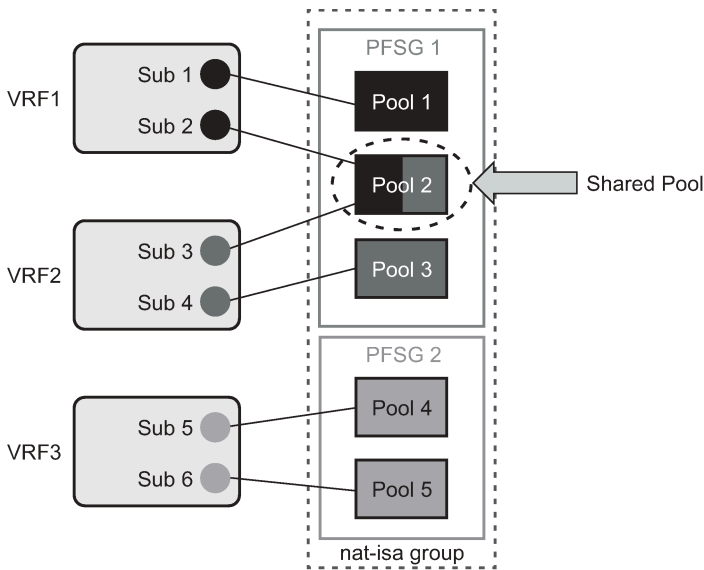 PFSG 1
Sub 1
VRF1
Pool 1
Sub 2
Pool 2
Shared Pool
Sub 3
VRF2
Pool 3
Sub 4
PFSG 2
Sub 5
Pool 4
VRF3
Sub 6
Pool 5
nat-isa group